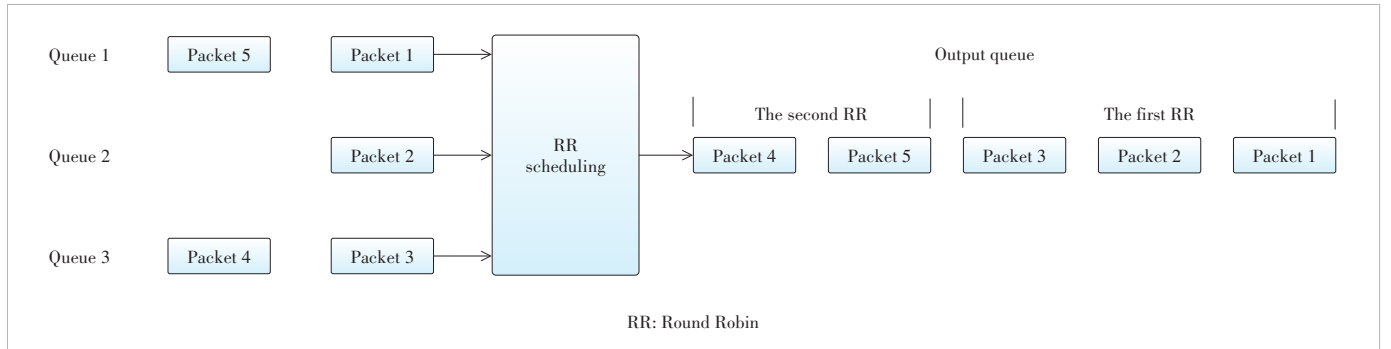 Queue 1
Packet 5
Packet 1
Output queue
The second RR
The first RR
Queue 2
Packet 2
RR
scheduling
Packet 4
Packet 5
Packet 3
Packet 2
Packet 1
Queue 3
Packet 4
Packet 3
RR: Round Robin